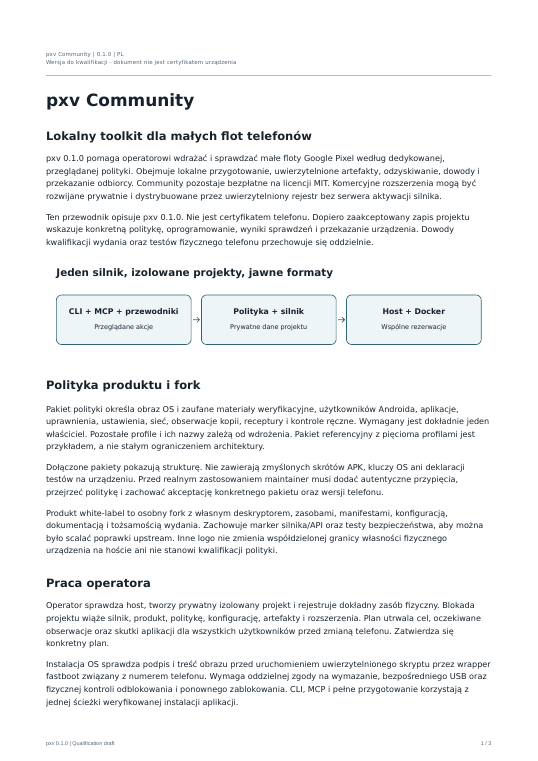 pxv Community | 0.1.0 | PL
Wersja do kwalifikacji - dokument nie jest certyfikatem urządzenia
pxv Community
Lokalny toolkit dla małych flot telefonów
pxv 0.1.0 pomaga operatorowi wdrażać i sprawdzać małe floty Google Pixel według dedykowanej,
przeglądanej polityki. Obejmuje lokalne przygotowanie, uwierzytelnione artefakty, odzyskiwanie, dowody i
przekazanie odbiorcy. Community pozostaje bezpłatne na licencji MIT. Komercyjne rozszerzenia mogą być
rozwijane prywatnie i dystrybuowane przez uwierzytelniony rejestr bez serwera aktywacji silnika.
Ten przewodnik opisuje pxv 0.1.0. Nie jest certyfikatem telefonu. Dopiero zaakceptowany zapis projektu
wskazuje konkretną politykę, oprogramowanie, wyniki sprawdzeń i przekazanie urządzenia. Dowody
kwalifikacji wydania oraz testów fizycznego telefonu przechowuje się oddzielnie.
Jeden silnik, izolowane projekty, jawne formaty
CLI + MCP + przewodniki
Przeglądane akcje
→
Polityka + silnik
Prywatne dane projektu
→
Host + Docker
Wspólne rezerwacje
Polityka produktu i fork
Pakiet polityki określa obraz OS i zaufane materiały weryfikacyjne, użytkowników Androida, aplikacje,
uprawnienia, ustawienia, sieć, obserwacje kopii, receptury i kontrole ręczne. Wymagany jest dokładnie jeden
właściciel. Pozostałe profile i ich nazwy zależą od wdrożenia. Pakiet referencyjny z pięcioma profilami jest
przykładem, a nie stałym ograniczeniem architektury.
Dołączone pakiety pokazują strukturę. Nie zawierają zmyślonych skrótów APK, kluczy OS ani deklaracji
testów na urządzeniu. Przed realnym zastosowaniem maintainer musi dodać autentyczne przypięcia,
przejrzeć politykę i zachować akceptację konkretnego pakietu oraz wersji telefonu.
Produkt white-label to osobny fork z własnym deskryptorem, zasobami, manifestami, konfiguracją,
dokumentacją i tożsamością wydania. Zachowuje marker silnika/API oraz testy bezpieczeństwa, aby można
było scalać poprawki upstream. Inne logo nie zmienia współdzielonej granicy własności fizycznego
urządzenia na hoście ani nie stanowi kwalifikacji polityki.
Praca operatora
Operator sprawdza host, tworzy prywatny izolowany projekt i rejestruje dokładny zasób fizyczny. Blokada
projektu wiąże silnik, produkt, politykę, konfigurację, artefakty i rozszerzenia. Plan utrwala cel, oczekiwane
obserwacje oraz skutki aplikacji dla wszystkich użytkowników przed zmianą telefonu. Zatwierdza się
konkretny plan.
Instalacja OS sprawdza podpis i treść obrazu przed uruchomieniem uwierzytelnionego skryptu przez wrapper
fastboot związany z numerem telefonu. Wymaga oddzielnej zgody na wymazanie, bezpośredniego USB oraz
fizycznej kontroli odblokowania i ponownego zablokowania. CLI, MCP i pełne przygotowanie korzystają z
jednej ścieżki weryfikowanej instalacji aplikacji.
pxv 0.1.0 | Qualification draft
1 / 3